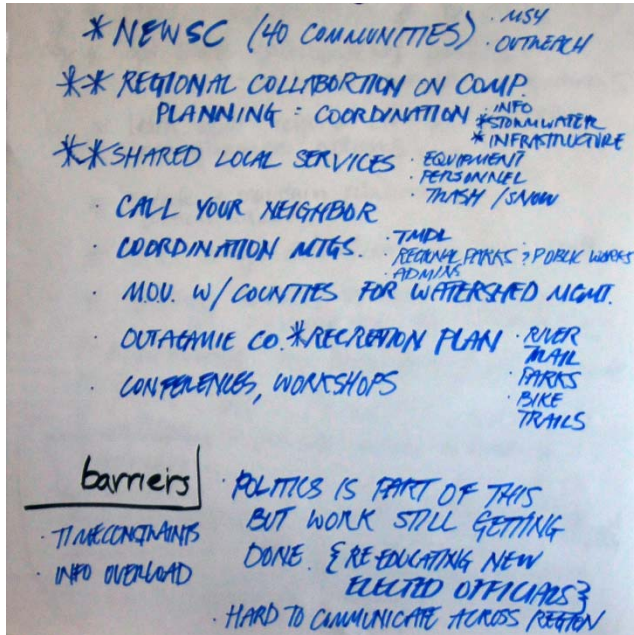 * NEWSC (40 COMMUNITIES) · MS4
· OUTREACH
** REGIONAL COLLABORTION ON COMP.
PLANNING = COORDINATION · INFO
* STORMWATER
* INFRASTRUCTURE
** SHARED LOCAL SERVICES · EQUIPMENT
· PERSONNEL
· TRASH / SNOW
· CALL YOUR NEIGHBOR
· COORDINATION MTGS. · TMDL
· REGIONAL PARKS ? PUBLIC WORKS
· ADMINS
· M.O.U. W/ COUNTIES FOR WATERSHED MGMT.
· OUTAGAMIE CO. * RECREATION PLAN · RIVER
TRAIL
· CONFERENCES, WORKSHOPS · PARKS
· BIKE
TRAILS
barriers
· TIME CONSTRAINTS
· INFO OVERLOAD
· POLITICS IS PART OF THIS
BUT WORK STILL GETTING
DONE. {RE-EDUCATING NEW
ELECTED OFFICIALS}
· HARD TO COMMUNICATE ACROSS REGION